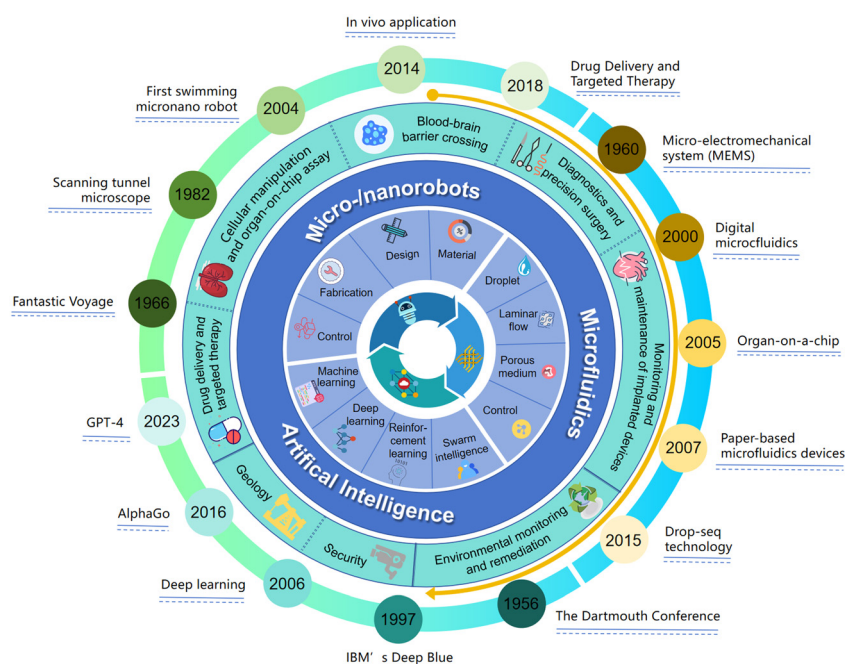 In vivo application
2014
2018
Drug Delivery and
Targeted Therapy
1960
Micro-electromechanical
system (MEMS)
2000
Digital
microfluidics
2005
Organ-on-a-chip
2007
Paper-based
microfluidics devices
2015
Drop-seq
technology
1956
The Dartmouth Conference
1997
IBM' s Deep Blue
2006
Deep learning
2016
AlphaGo
2023
GPT-4
1966
Fantastic Voyage
1982
Scanning tunnel
microscope
2004
First swimming
micronano robot
Blood-brain
barrier crossing
Diagnostics and
precision surgery
Monitoring and
maintenance of implanted devices
Environmental monitoring
and remediation
Security
Geology
Drug delivery and
targeted therapy
Cellular manipulation
and organ-on-chip assay
Micro-/nanorobots
Microfluidics
Artifical Intelligence
Design
Material
Droplet
Laminar
flow
Porous
medium
Control
Swarm
intelligence
Reinfor-
cement
learning
Deep
learning
Machine
learning
Control
Fabrication